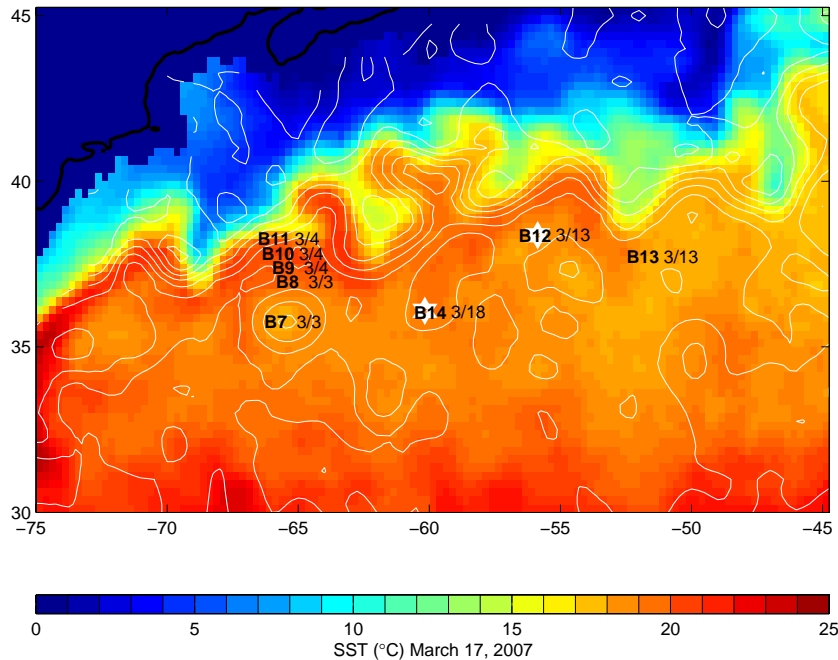 45
40
35
30
B11 3/4
B10 3/4
B9 3/4
B8 3/3
B7 3/3
B12 3/13
B13 3/13
B14 3/18
−75 −70 −65 −60 −55 −50 −45
0 5 10 15 20 25
SST (°C) March 17, 2007